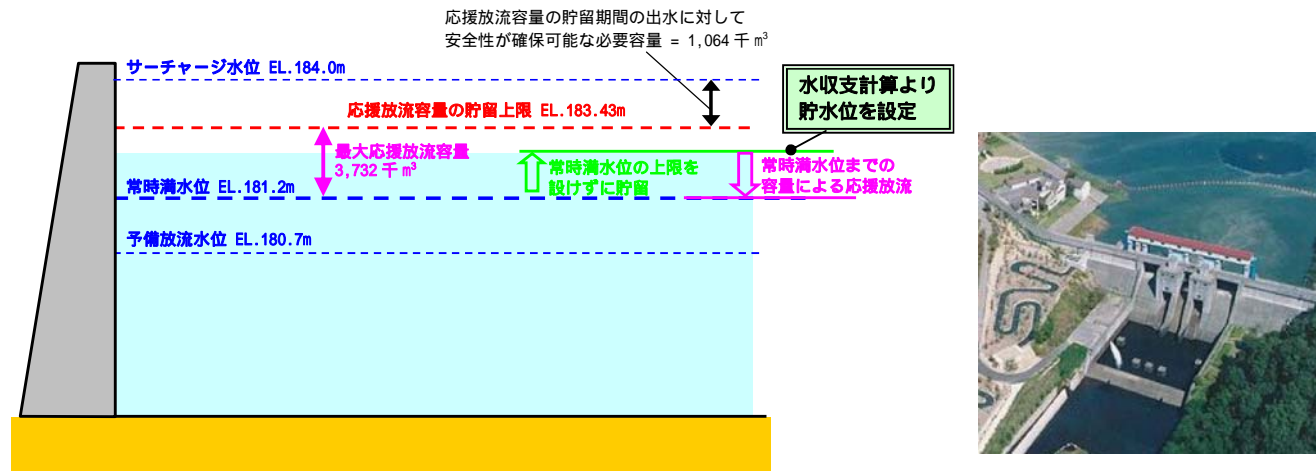 応援放流容量の貯留期間の出水に対して
安全性が確保可能な必要容量 = 1,064 千㎥
サーチャージ水位 EL.184.0m
水収支計算より
貯水位を設定
応援放流容量の貯留上限 EL.183.43m
最大応援放流容量
3,732 千㎥
常時満水位の上限を
設けずに貯留
常時満水位までの
容量による応援放流
常時満水位 EL.181.2m
予備放流水位 EL.180.7m